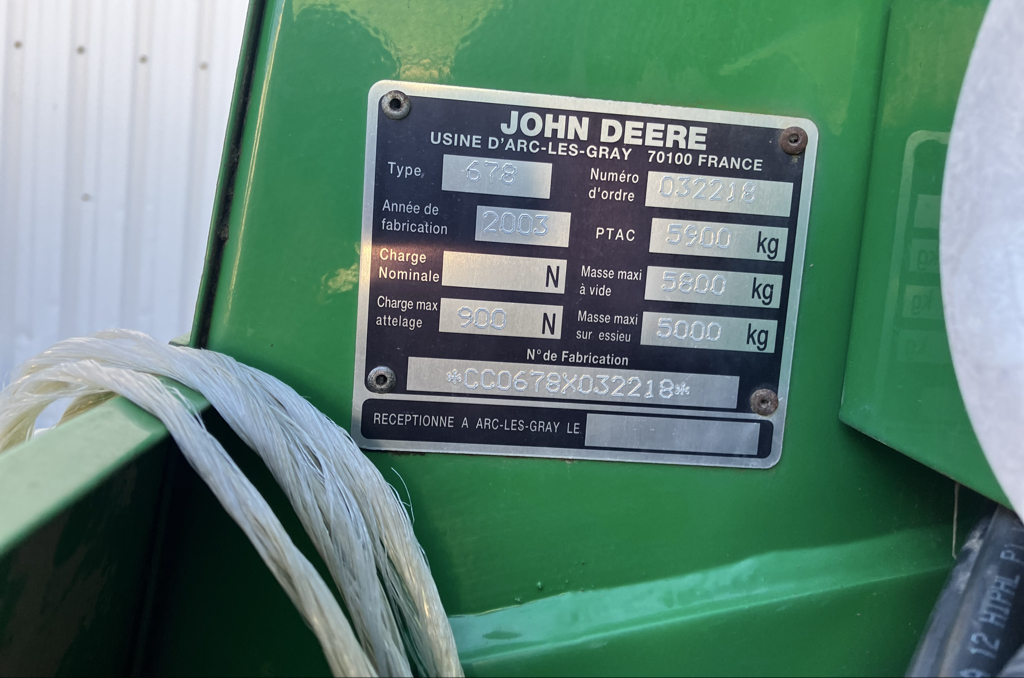 JOHN DEERE
USINE D'ARC-LES-GRAY 70100 FRANCE
Type 678
Numéro d'ordre 032218
Année de fabrication 2003
PTAC 5900 kg
Charge Nominale N
Masse maxi à vide 5800 kg
Charge max attelage 900 N
Masse maxi sur essieu 5000 kg
N° de Fabrication
*CC0678X032218*
RECEPTIONNE A ARC-LES-GRAY LE
12 HIPAL